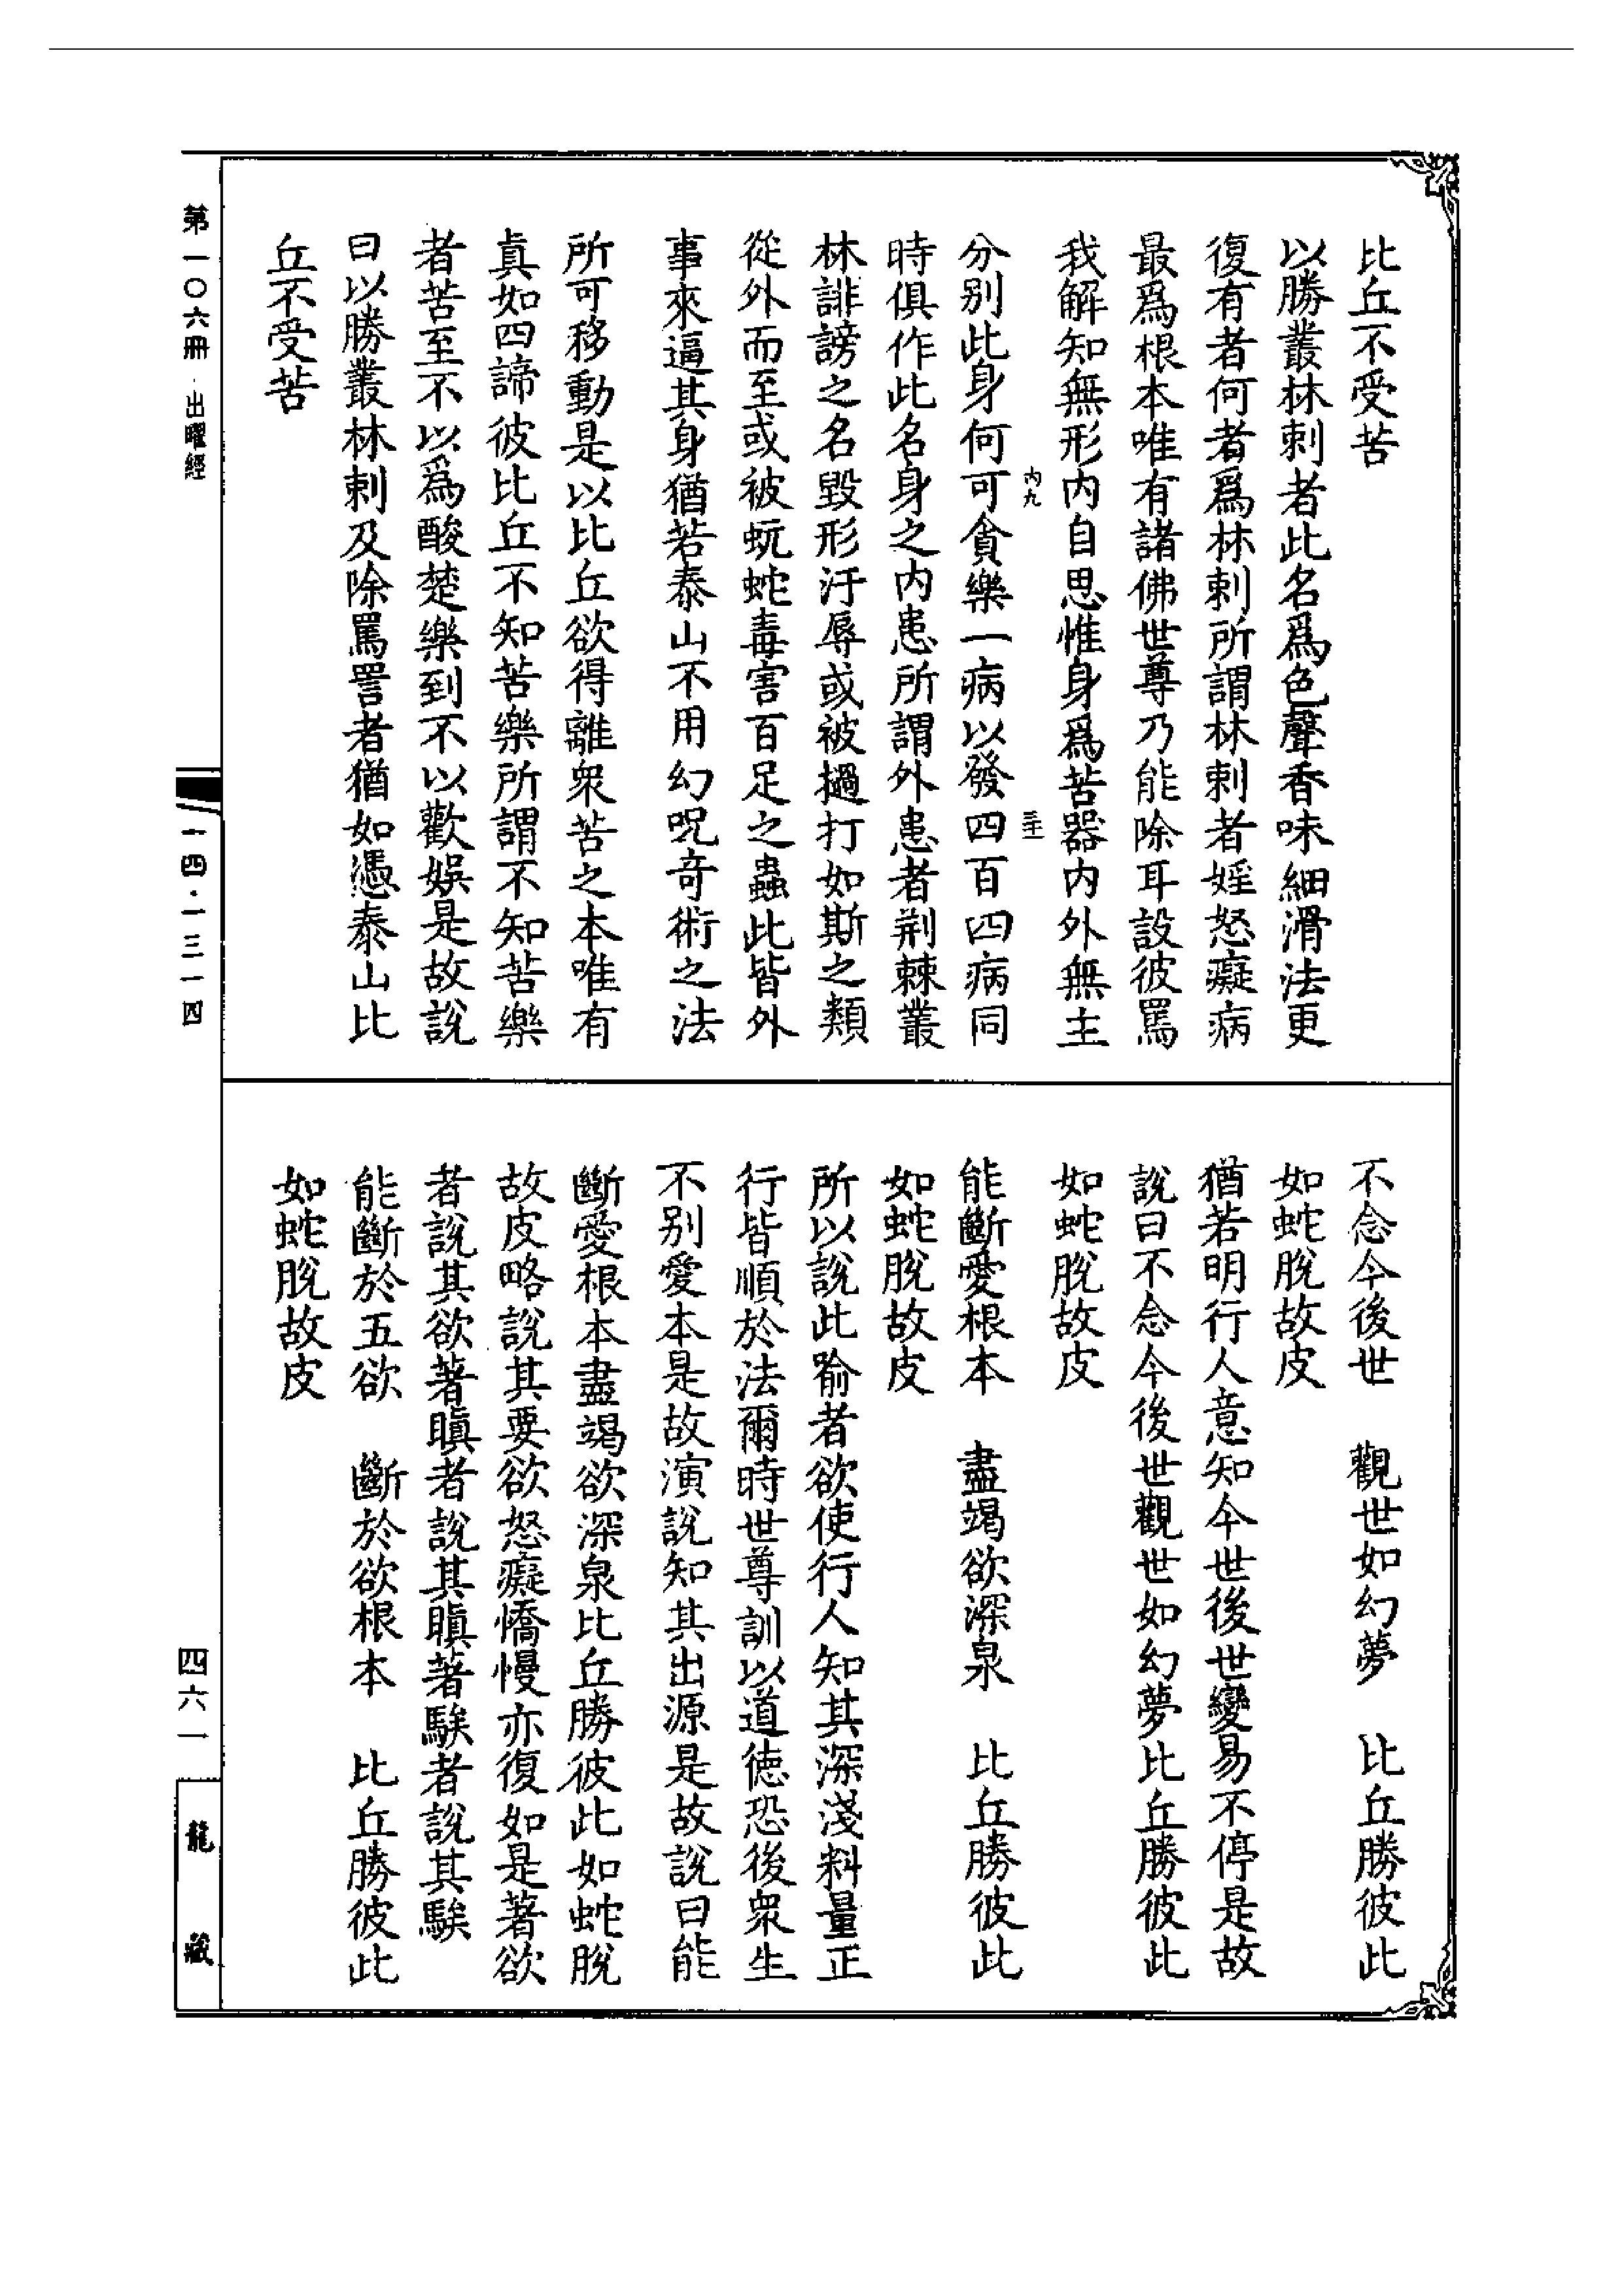 比丘不受苦
以勝叢林刺者此名爲色聲香味細滑法更
復有者何者爲林刺所謂林刺者婬怒癡病
最爲根本唯有諸佛世尊乃能除耳設彼罵
我解知無形内自思惟身爲苦器内外無主
内九
三十一
分別此身何可貪樂一病以發四百四病同
時俱作此名身之内患所謂外患者荆棘叢
林誹謗之名毀形汙辱或被撾打如斯之類
從外而至或被蚖蛇毒害百足之蟲此皆外
事來逼其身猶若泰山不用幻呪奇術之法
所可移動是以比丘欲得離衆苦之本唯有
真如四諦彼比丘不知苦樂所謂不知苦樂
者苦至不以爲酸楚樂到不以歡娛是故説
曰以勝叢林刺及除罵詈者猶如憑泰山比
丘不受苦
不念今後世　觀世如幻夢　比丘勝彼此
如蛇脫故皮
猶若明行人意知今世後世變易不停是故
說曰不念今後世觀世如幻夢比丘勝彼此
如蛇脫故皮
能斷愛根本　盡竭欲深泉　比丘勝彼此
如蛇脫故皮
所以說此喻者欲使行人知其深淺料量正
行皆順於法爾時世尊訓以道德恐後衆生
不別愛本是故演說知其出源是故說曰能
斷愛根本盡竭欲深泉比丘勝彼此如蛇脫
故皮略說其要欲怒癡憍慢亦復如是著欲
者說其欲著瞋者說其瞋著騃者說其騃
能斷於五欲　斷於欲根本　比丘勝彼此
如蛇脫故皮
第一〇六冊
出曜經
一四·一三一四
四六一
龍藏